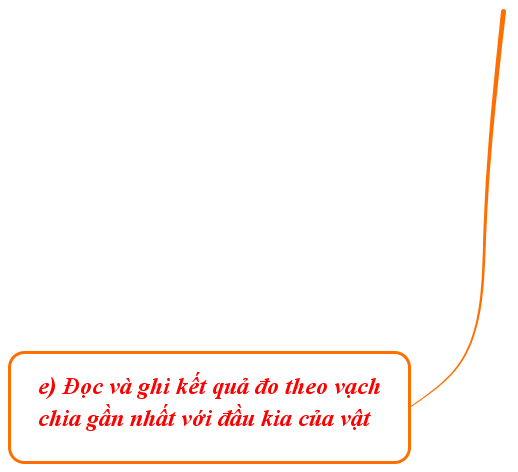 e) Đọc và ghi kết quả đo theo vạch
chia gần nhất với đầu kia của vật